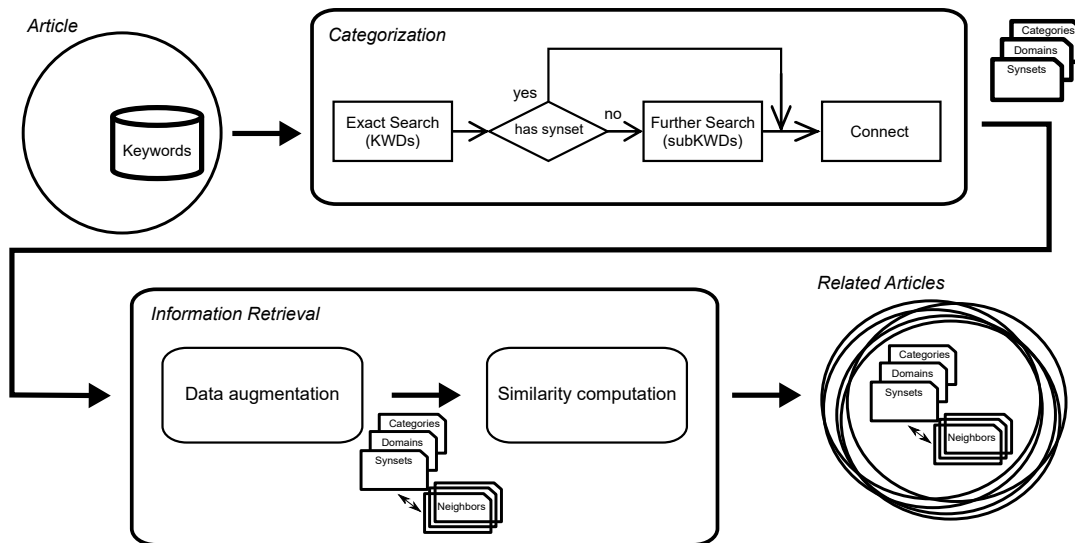 Article
Keywords
Categorization
Exact Search
(KWDs)
yes
has synset
no
Further Search
(subKWDs)
Connect
Categories
Domains
Synsets
Information Retrieval
Data augmentation
Categories
Domains
Synsets
Neighbors
Similarity computation
Related Articles
Categories
Domains
Synsets
Neighbors